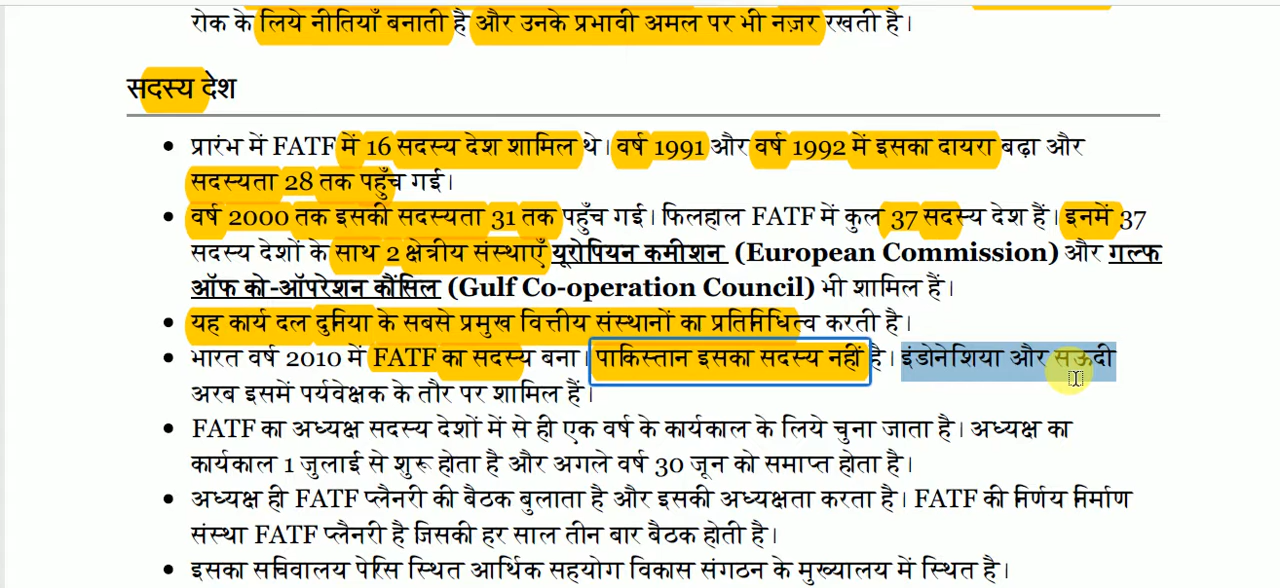 रोक के लिये नीतियाँ बनाती है और उनके प्रभावी अमल पर भी नज़र रखती है।
सदस्य देश
• प्रारंभ में FATF में 16 सदस्य देश शामिल थे। वर्ष 1991 और वर्ष 1992 में इसका दायरा बढ़ा और
सदस्यता 28 तक पहुँच गई।
• वर्ष 2000 तक इसकी सदस्यता 31 तक पहुँच गई। फिलहाल FATF में कुल 37 सदस्य देश हैं। इनमें 37
सदस्य देशों के साथ 2 क्षेत्रीय संस्थाएँ यूरोपियन कमीशन (European Commission) और गल्फ
ऑफ को-ऑपरेशन कौंसिल (Gulf Co-operation Council) भी शामिल हैं।
• यह कार्य दल दुनिया के सबसे प्रमुख वित्तीय संस्थानों का प्रतिनिधित्व करती है।
• भारत वर्ष 2010 में FATF का सदस्य बना। पाकिस्तान इसका सदस्य नहीं है। इंडोनेशिया और सऊदी
अरब इसमें पर्यवेक्षक के तौर पर शामिल हैं।
• FATF का अध्यक्ष सदस्य देशों में से ही एक वर्ष के कार्यकाल के लिये चुना जाता है। अध्यक्ष का
कार्यकाल 1 जुलाई से शुरू होता है और अगले वर्ष 30 जून को समाप्त होता है।
• अध्यक्ष ही FATF प्लैनरी की बैठक बुलाता है और इसकी अध्यक्षता करता है। FATF की निर्णय निर्माण
संस्था FATF प्लैनरी है जिसकी हर साल तीन बार बैठक होती है।
• इसका सचिवालय पेरिस स्थित आर्थिक सहयोग विकास संगठन के मुख्यालय में स्थित है।